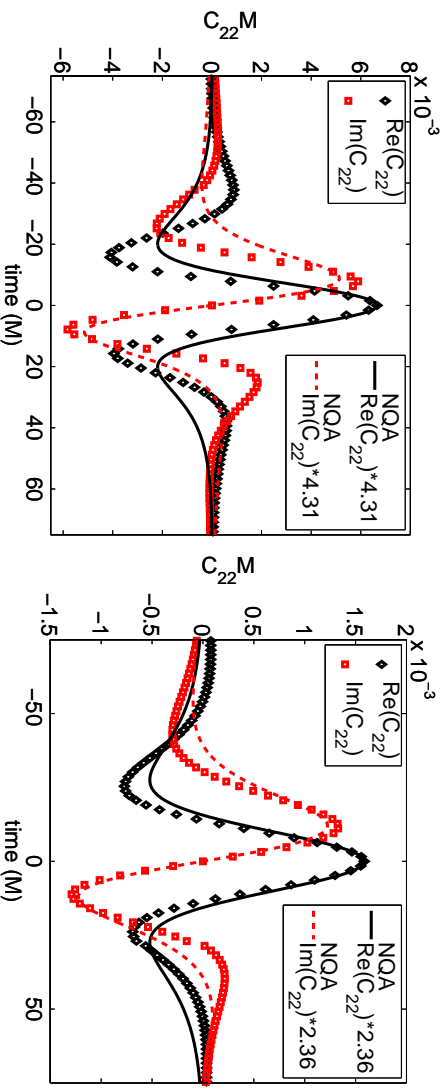 x 10⁻³
8
6
4
2
0
−2
−4
−6
C₂₂M
−60
−40
−20
0
20
40
60
time (M)
Re(C₂₂)
Im(C₂₂)
NQA
Re(C₂₂)*4.31
NQA
Im(C₂₂)*4.31
x 10⁻³
2
1.5
1
0.5
0
−0.5
−1
−1.5
C₂₂M
−50
0
50
time (M)
Re(C₂₂)
Im(C₂₂)
NQA
Re(C₂₂)*2.36
NQA
Im(C₂₂)*2.36